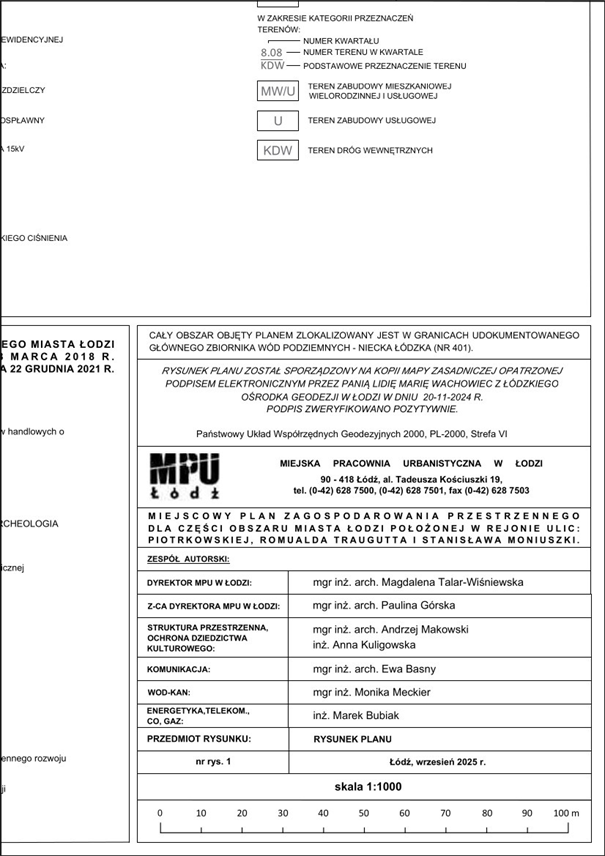 W ZAKRESIE KATEGORII PRZEZNACZEŃ
TERENÓW:
NUMER KWARTAŁU
8.08 NUMER TERENU W KWARTALE
KDW PODSTAWOWE PRZEZNACZENIE TERENU
MW/U TEREN ZABUDOWY MIESZKANIOWEJ
WIELORODZINNEJ I USŁUGOWEJ
U TEREN ZABUDOWY USŁUGOWEJ
KDW TEREN DRÓG WEWNĘTRZNYCH
EWIDENCYJNEJ
A:
ZDZIELCZY
OSPŁAWNY
A 15kV
KIEGO CIŚNIENIA
EGO MIASTA ŁODZI
8 MARCA 2018 R.
A 22 GRUDNIA 2021 R.
w handlowych o
RCHEOLOGIA
icznej
ennego rozwoju
ji
CAŁY OBSZAR OBJĘTY PLANEM ZLOKALIZOWANY JEST W GRANICACH UDOKUMENTOWANEGO
GŁÓWNEGO ZBIORNIKA WÓD PODZIEMNYCH - NIECKA ŁÓDZKA (NR 401).
RYSUNEK PLANU ZOSTAŁ SPORZĄDZONY NA KOPII MAPY ZASADNICZEJ OPATRZONEJ
PODPISEM ELEKTRONICZNYM PRZEZ PANIĄ LIDIĘ MARIĘ WACHOWIEC Z ŁÓDZKIEGO
OŚRODKA GEODEZJI W ŁODZI W DNIU 20-11-2024 R.
PODPIS ZWERYFIKOWANO POZYTYWNIE.
Państwowy Układ Współrzędnych Geodezyjnych 2000, PL-2000, Strefa VI
MPU
Łódź
MIEJSKA PRACOWNIA URBANISTYCZNA W ŁODZI
90 - 418 Łódź, al. Tadeusza Kościuszki 19,
tel. (0-42) 628 7500, (0-42) 628 7501, fax (0-42) 628 7503
MIEJSCOWY PLAN ZAGOSPODAROWANIA PRZESTRZENNEGO
DLA CZĘŚCI OBSZARU MIASTA ŁODZI POŁOŻONEJ W REJONIE ULIC:
PIOTRKOWSKIEJ, ROMUALDA TRAUGUTTA I STANISŁAWA MONIUSZKI.
ZESPÓŁ AUTORSKI:
DYREKTOR MPU W ŁODZI: mgr inż. arch. Magdalena Talar-Wiśniewska
Z-CA DYREKTORA MPU W ŁODZI: mgr inż. arch. Paulina Górska
STRUKTURA PRZESTRZENNA,
OCHRONA DZIEDZICTWA
KULTUROWEGO:
mgr inż. arch. Andrzej Makowski
inż. Anna Kuligowska
KOMUNIKACJA: mgr inż. arch. Ewa Basny
WOD-KAN: mgr inż. Monika Meckier
ENERGETYKA,TELEKOM.,
CO, GAZ:
inż. Marek Bubiak
PRZEDMIOT RYSUNKU: RYSUNEK PLANU
nr rys. 1 Łódź, wrzesień 2025 r.
skala 1:1000
0 10 20 30 40 50 60 70 80 90 100 m